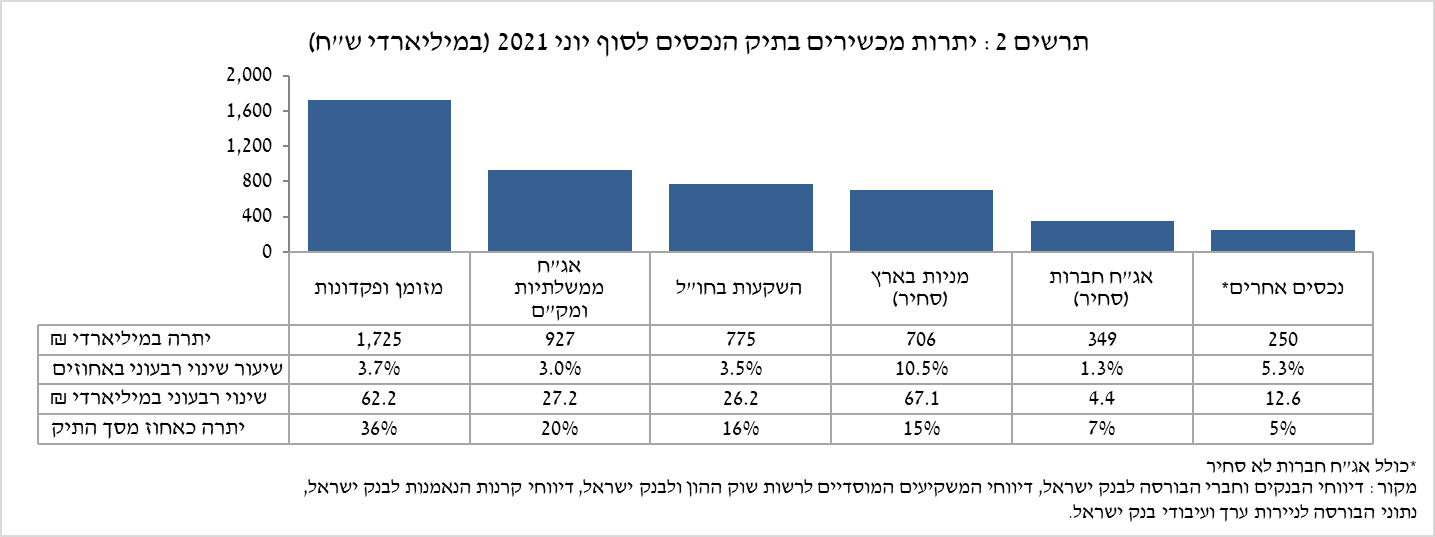 תרשים 2 : יתרות מכשירים בתיק הנכסים לסוף יוני 2021 (במיליארדי ש"ח)
2,000
1,600
1,200
800
400
0
מזומן ופקדונות
אג"ח
ממשלתיות
ומק"ם
השקעות בחו"ל
מניות בארץ
(סחיר)
אג"ח חברות
(סחיר)
נכסים אחרים*
יתרה במיליארדי ₪ 1,725 927 775 706 349 250
שיעור שינוי רבעוני באחוזים 3.7% 3.0% 3.5% 10.5% 1.3% 5.3%
שינוי רבעוני במיליארדי ₪ 62.2 27.2 26.2 67.1 4.4 12.6
יתרה כאחוז מסך התיק 36% 20% 16% 15% 7% 5%
*כולל אג"ח חברות לא סחיר
מקור : דיווחי הבנקים וחברי הבורסה לבנק ישראל, דיווחי המשקיעים המוסדיים לרשות שוק ההון ולבנק ישראל, דיווחי קרנות הנאמנות לבנק ישראל,
נתוני הבורסה לניירות ערך ועיבודי בנק ישראל.